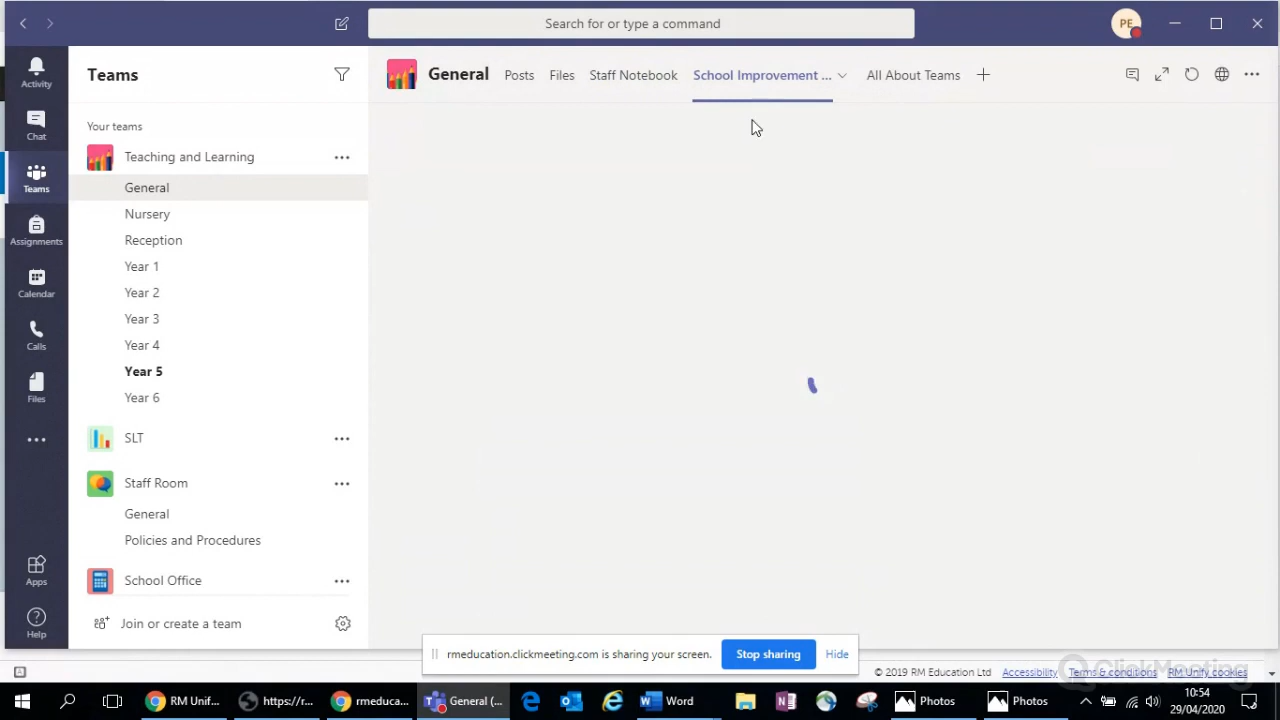 Search for or type a command
PE
Activity
Chat
Teams
Assignments
Calendar
Calls
Files
Apps
Help
Teams
Your teams
Teaching and Learning
General
Nursery
Reception
Year 1
Year 2
Year 3
Year 4
Year 5
Year 6
SLT
Staff Room
General
Policies and Procedures
School Office
Join or create a team
General Posts Files Staff Notebook School Improvement ... All About Teams
rmeducation.clickmeeting.com is sharing your screen. Stop sharing Hide
© 2019 RM Education Ltd Accessibility Terms & conditions RM Unify cookies
ClickMeeting
RM Unif... https://r... rmeduca... General (... Word Photos Photos
10:54
29/04/2020